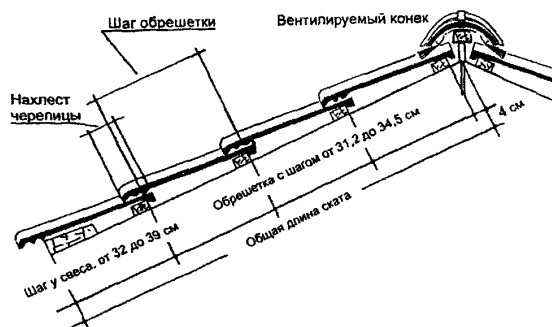 Шаг обрешетки
Вентилируемый конек
Нахлест
черепицы
4 см
Обрешетка с шагом от 31,2 до 34,5 см
Шаг у свеса, от 32 до 39 см
Общая длина ската